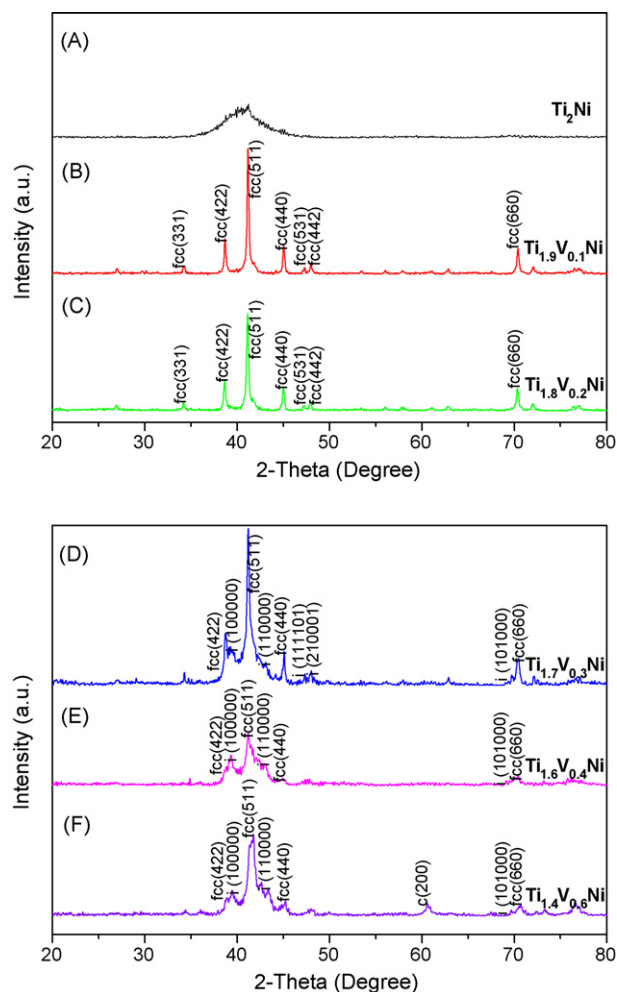 (A)
Ti2Ni
(B)
fcc(331)
fcc(422)
fcc(511)
fcc(440)
fcc(531)
fcc(442)
fcc(660)
Ti1.9V0.1Ni
(C)
fcc(331)
fcc(422)
fcc(511)
fcc(440)
fcc(531)
fcc(442)
fcc(660)
Ti1.8V0.2Ni
Intensity (a.u.)
20 30 40 50 60 70 80
2-Theta (Degree)
(D)
fcc(422)
i (100000)
fcc(511)
i (110000)
fcc(440)
i (111101)
i (210001)
i (101000)
fcc(660)
Ti1.7V0.3Ni
(E)
fcc(422)
i (100000)
fcc(511)
i (110000)
fcc(440)
i (101000)
fcc(660)
Ti1.6V0.4Ni
(F)
fcc(422)
i (100000)
fcc(511)
i (110000)
fcc(440)
c(200)
i (101000)
fcc(660)
Ti1.4V0.6Ni
Intensity (a.u.)
20 30 40 50 60 70 80
2-Theta (Degree)